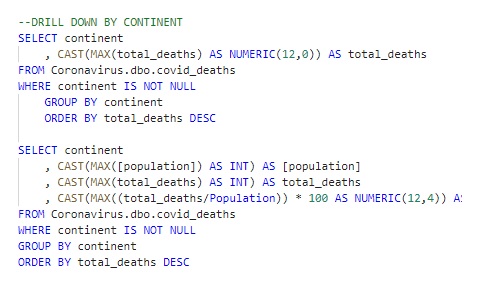 --DRILL DOWN BY CONTINENT
SELECT continent
, CAST(MAX(total_deaths) AS NUMERIC(12,0)) AS total_deaths
FROM Coronavirus.dbo.covid_deaths
WHERE continent IS NOT NULL
GROUP BY continent
ORDER BY total_deaths DESC
SELECT continent
, CAST(MAX([population]) AS INT) AS [population]
, CAST(MAX(total_deaths) AS INT) AS total_deaths
, CAST(MAX((total_deaths/Population)) * 100 AS NUMERIC(12,4))
FROM Coronavirus.dbo.covid_deaths
WHERE continent IS NOT NULL
GROUP BY continent
ORDER BY total_deaths DESC